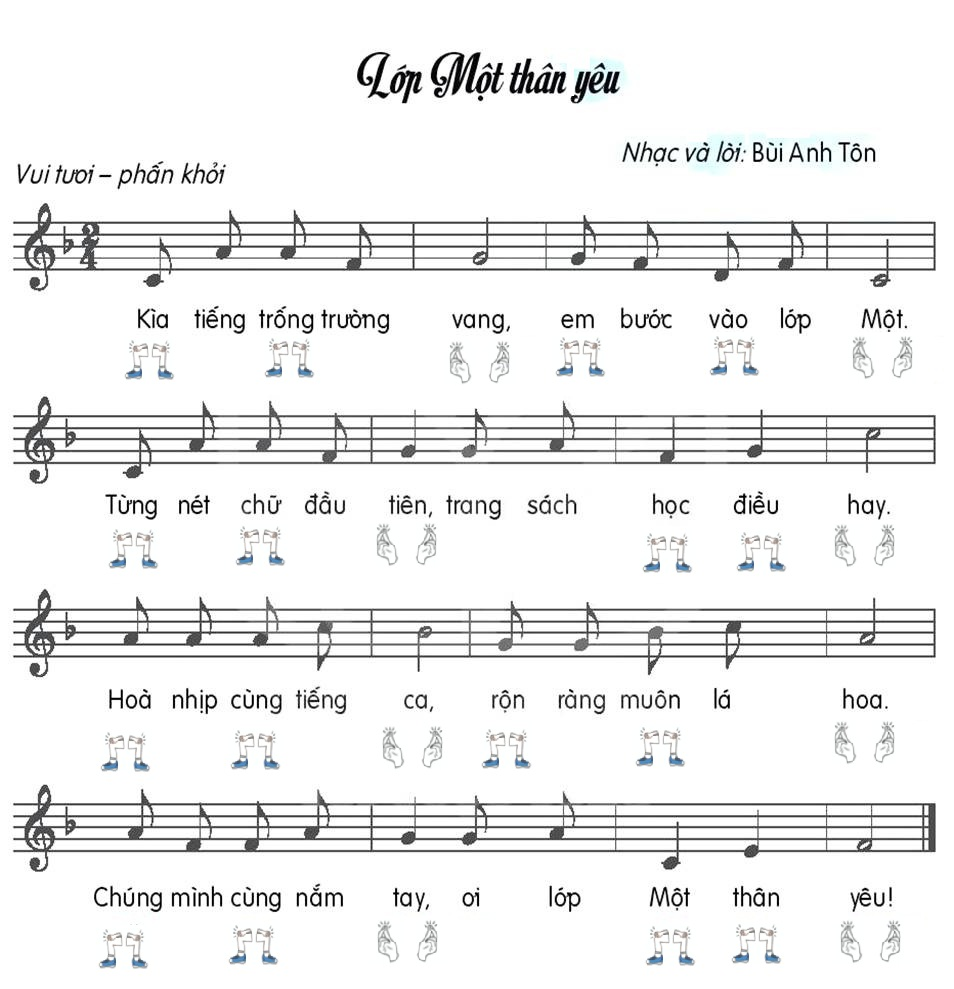 Lớp Một thân yêu
Nhạc và lời: Bùi Anh Tôn
Vui tươi – phấn khởi
2
4
Kìa tiếng trống trường vang, em bước vào lớp Một.
Từng nét chữ đầu tiên, trang sách học điều hay.
Hoà nhịp cùng tiếng ca, rộn ràng muôn lá hoa.
Chúng mình cùng nắm tay, ơi lớp Một thân yêu!